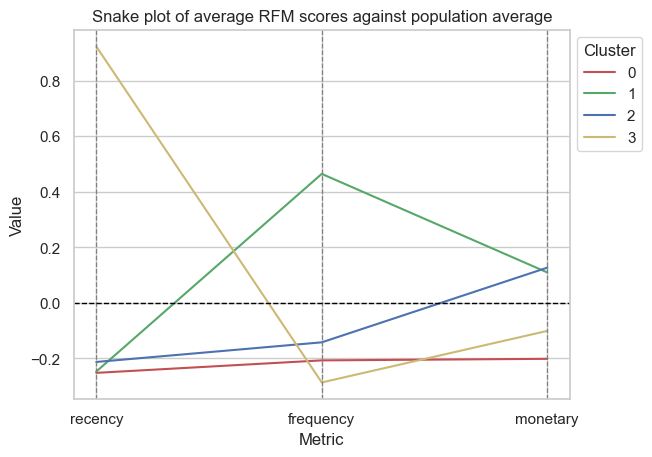 Snake plot of average RFM scores against population average
Cluster
0
1
2
3
Value
0.8
0.6
0.4
0.2
0.0
−0.2
recency
frequency
monetary
Metric